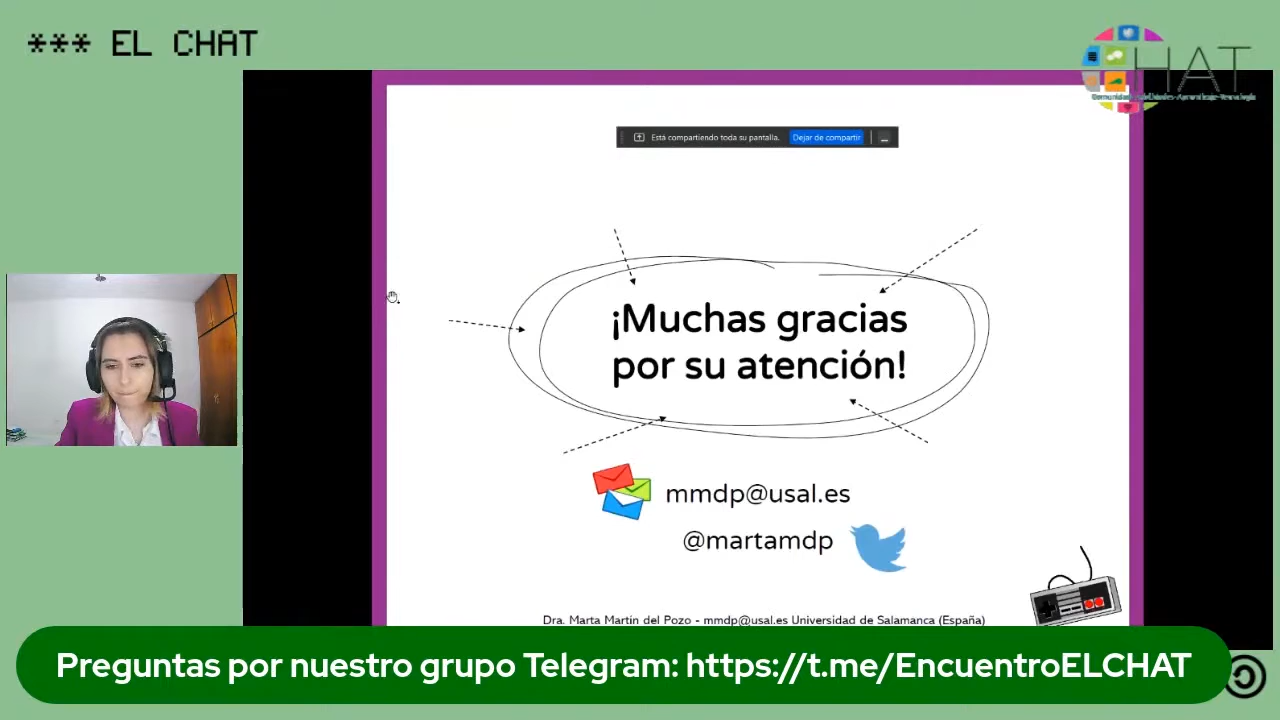 *** EL CHAT
HAT
Está compartiendo toda su pantalla.
Dejar de compartir
¡Muchas gracias
por su atención!
mmdp@usal.es
@martamdp
Dra. Marta Martín del Pozo - mmdp@usal.es Universidad de Salamanca (España)
Preguntas por nuestro grupo Telegram: https://t.me/EncuentroELCHAT